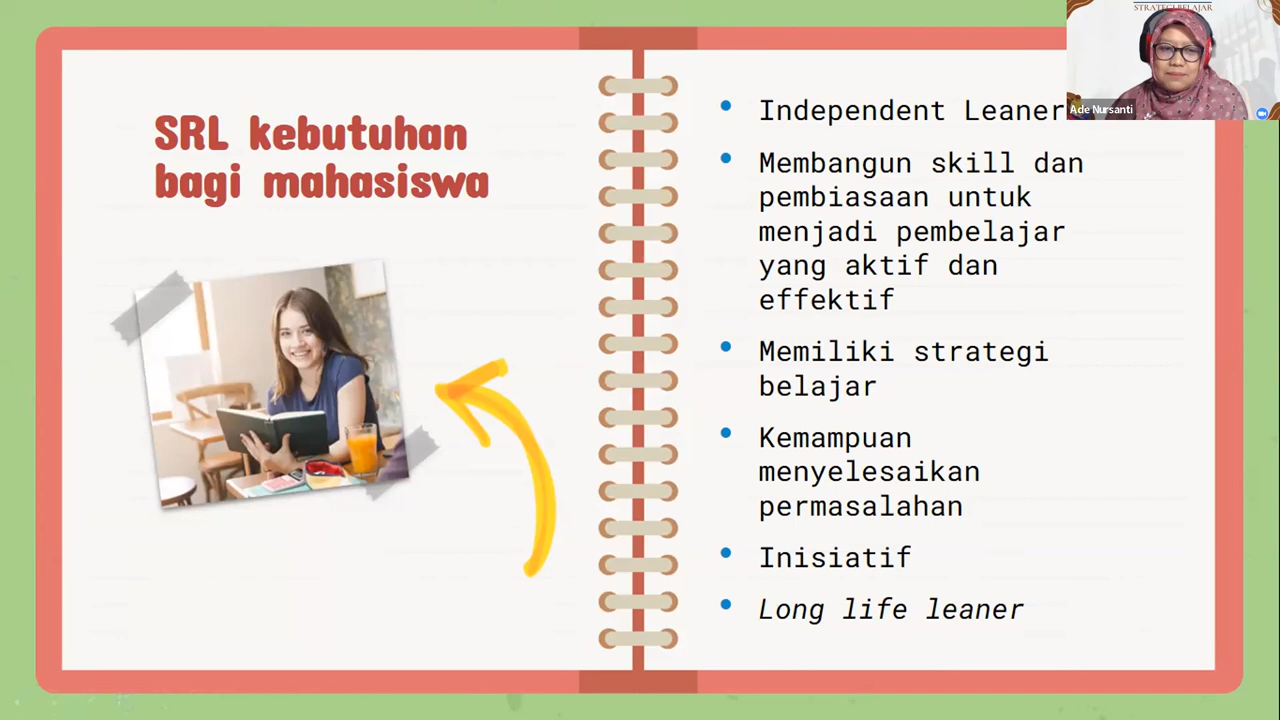 STRATEGI BELAJAR
Ade Nursanti
SRL kebutuhan
bagi mahasiswa
Independent Leaner
Membangun skill dan
pembiasaan untuk
menjadi pembelajar
yang aktif dan
effektif
Memiliki strategi
belajar
Kemampuan
menyelesaikan
permasalahan
Inisiatif
Long life leaner